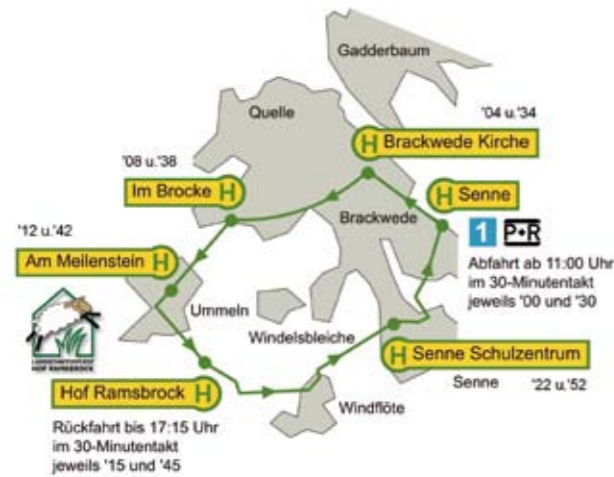 Gadderbaum
Quelle
'04 u.'34
H Brackwede Kirche
'08 u.'38
Im Brocke H
H Senne
Brackwede
1 P+R
Abfahrt ab 11:00 Uhr
im 30-Minutentakt
jeweils '00 und '30
'12 u.'42
Am Meilenstein H
Ummeln
Windelsbleiche
HOF RAMSBROCK
H Senne Schulzentrum
Senne
'22 u.'52
Hof Ramsbrock H
Windflöte
Rückfahrt bis 17:15 Uhr
im 30-Minutentakt
jeweils '15 und '45